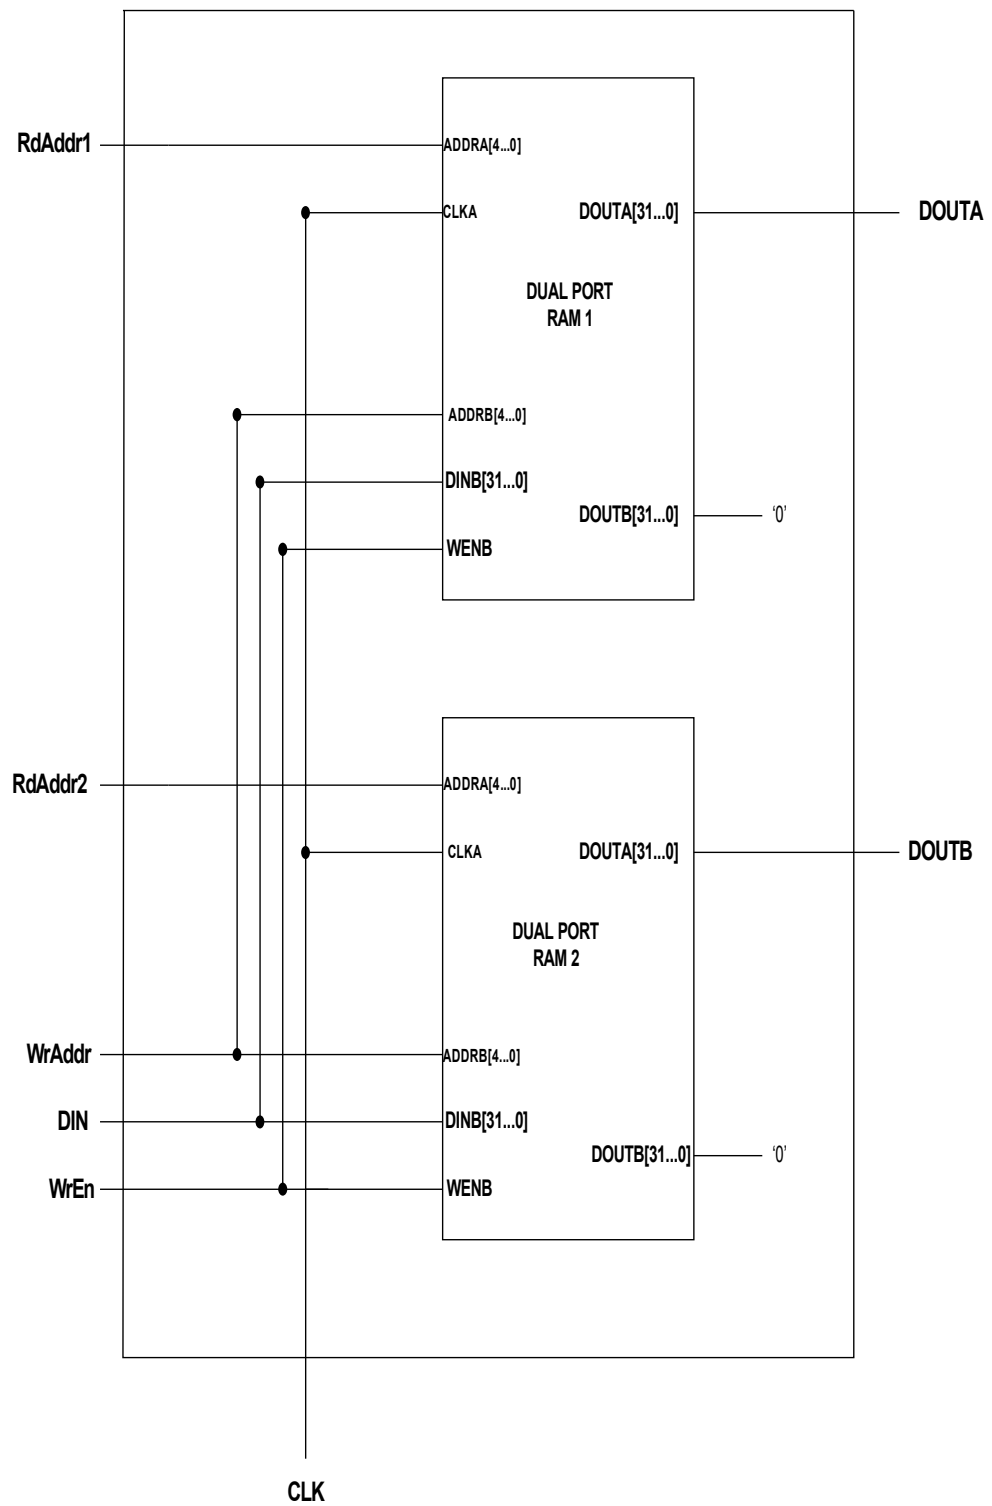 RdAddr1
ADDRA[4...0]
CLKA
DOUTA[31...0]
DOUTA
DUAL PORT
RAM 1
ADDRB[4...0]
DINB[31...0]
DOUTB[31...0]
'0'
WENB
RdAddr2
ADDRA[4...0]
CLKA
DOUTA[31...0]
DOUTB
DUAL PORT
RAM 2
WrAddr
ADDRB[4...0]
DIN
DINB[31...0]
DOUTB[31...0]
'0'
WrEn
WENB
CLK